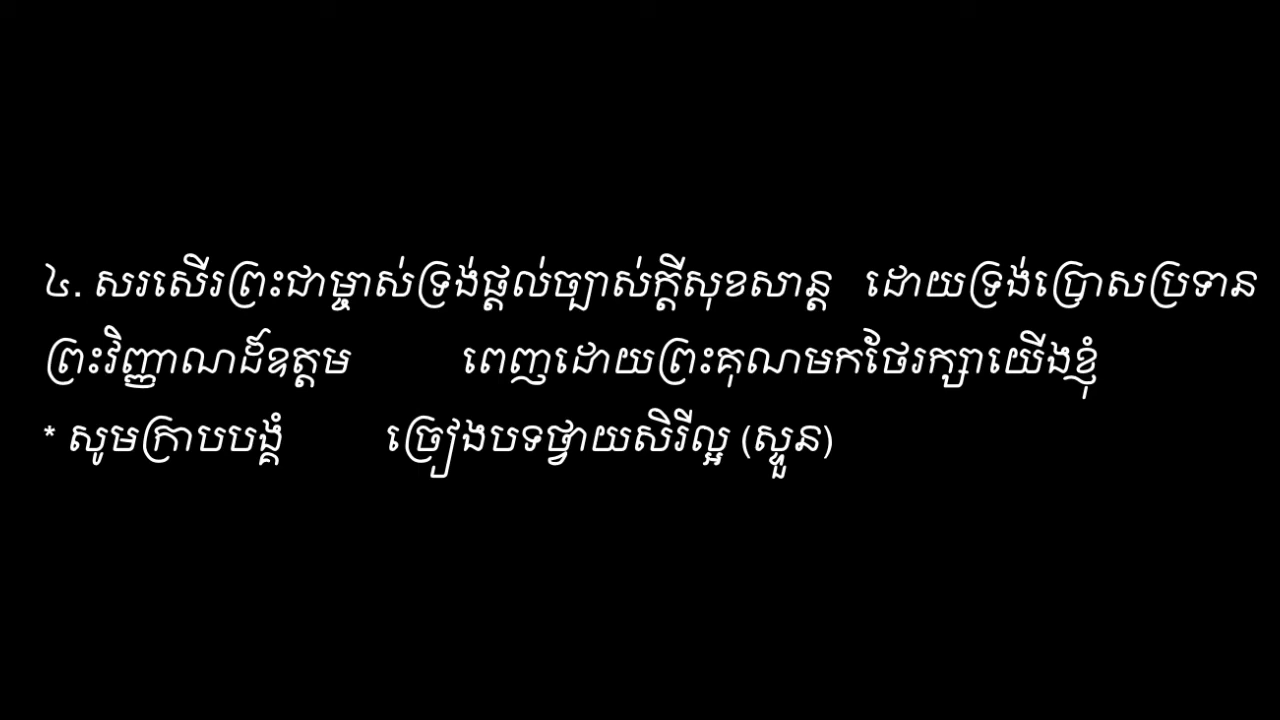 ៤. សរសើរព្រះជាម្ចាស់ទ្រង់ផ្តល់ច្បាស់ក្តីសុខសាន្ត ដោយទ្រង់ប្រោសប្រទាន
ព្រះវិញ្ញាណដ៏ឧត្តម ពេញដោយព្រះគុណមកថែរក្សាយើងខ្ញុំ
* សូមក្រាបបង្គំ ច្រៀងបទថ្វាយសិរីល្អ (ស្ទួន)